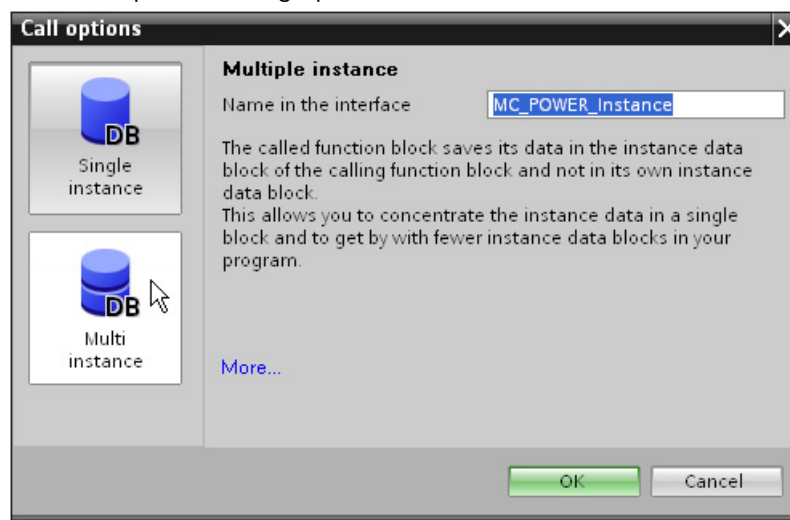 Call options
DB
Single
instance
DB
Multi
instance
Multiple instance
Name in the interface MC_POWER_Instance
The called function block saves its data in the instance data
block of the calling function block and not in its own instance
data block.
This allows you to concentrate the instance data in a single
block and to get by with fewer instance data blocks in your
program.
More...
OK Cancel